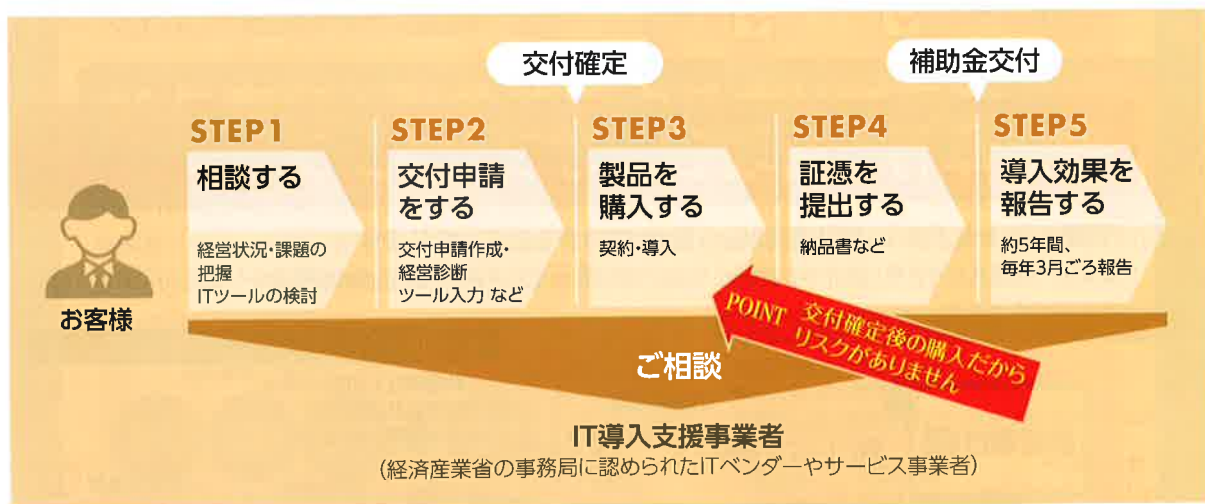 交付確定
補助金交付
STEP1
相談する
経営状況・課題の
把握
ITツールの検討
STEP2
交付申請
をする
交付申請作成・
経営診断
ツール入力 など
STEP3
製品を
購入する
契約・導入
STEP4
証憑を
提出する
納品書など
STEP5
導入効果を
報告する
約5年間、
毎年3月ごろ報告
お客様
POINT 交付確定後の購入だから
リスクがありません
ご相談
IT導入支援事業者
(経済産業省の事務局に認められたITベンダーやサービス事業者)